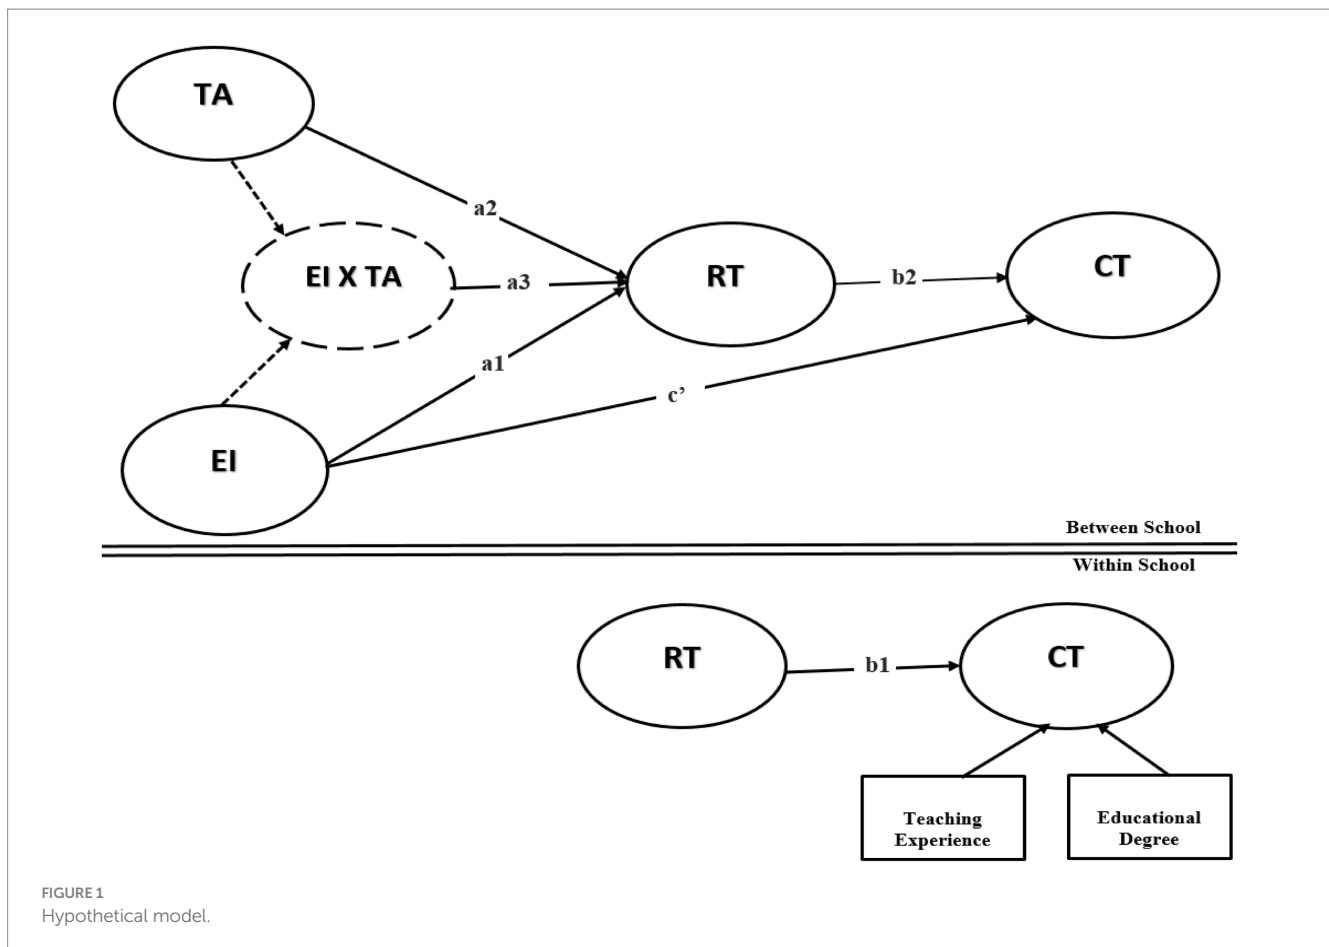 TA
a2
EI X TA
a3
RT
b2
CT
a1
c’
EI
Between School
Within School
RT
b1
CT
Teaching
Experience
Educational
Degree
FIGURE 1
Hypothetical model.